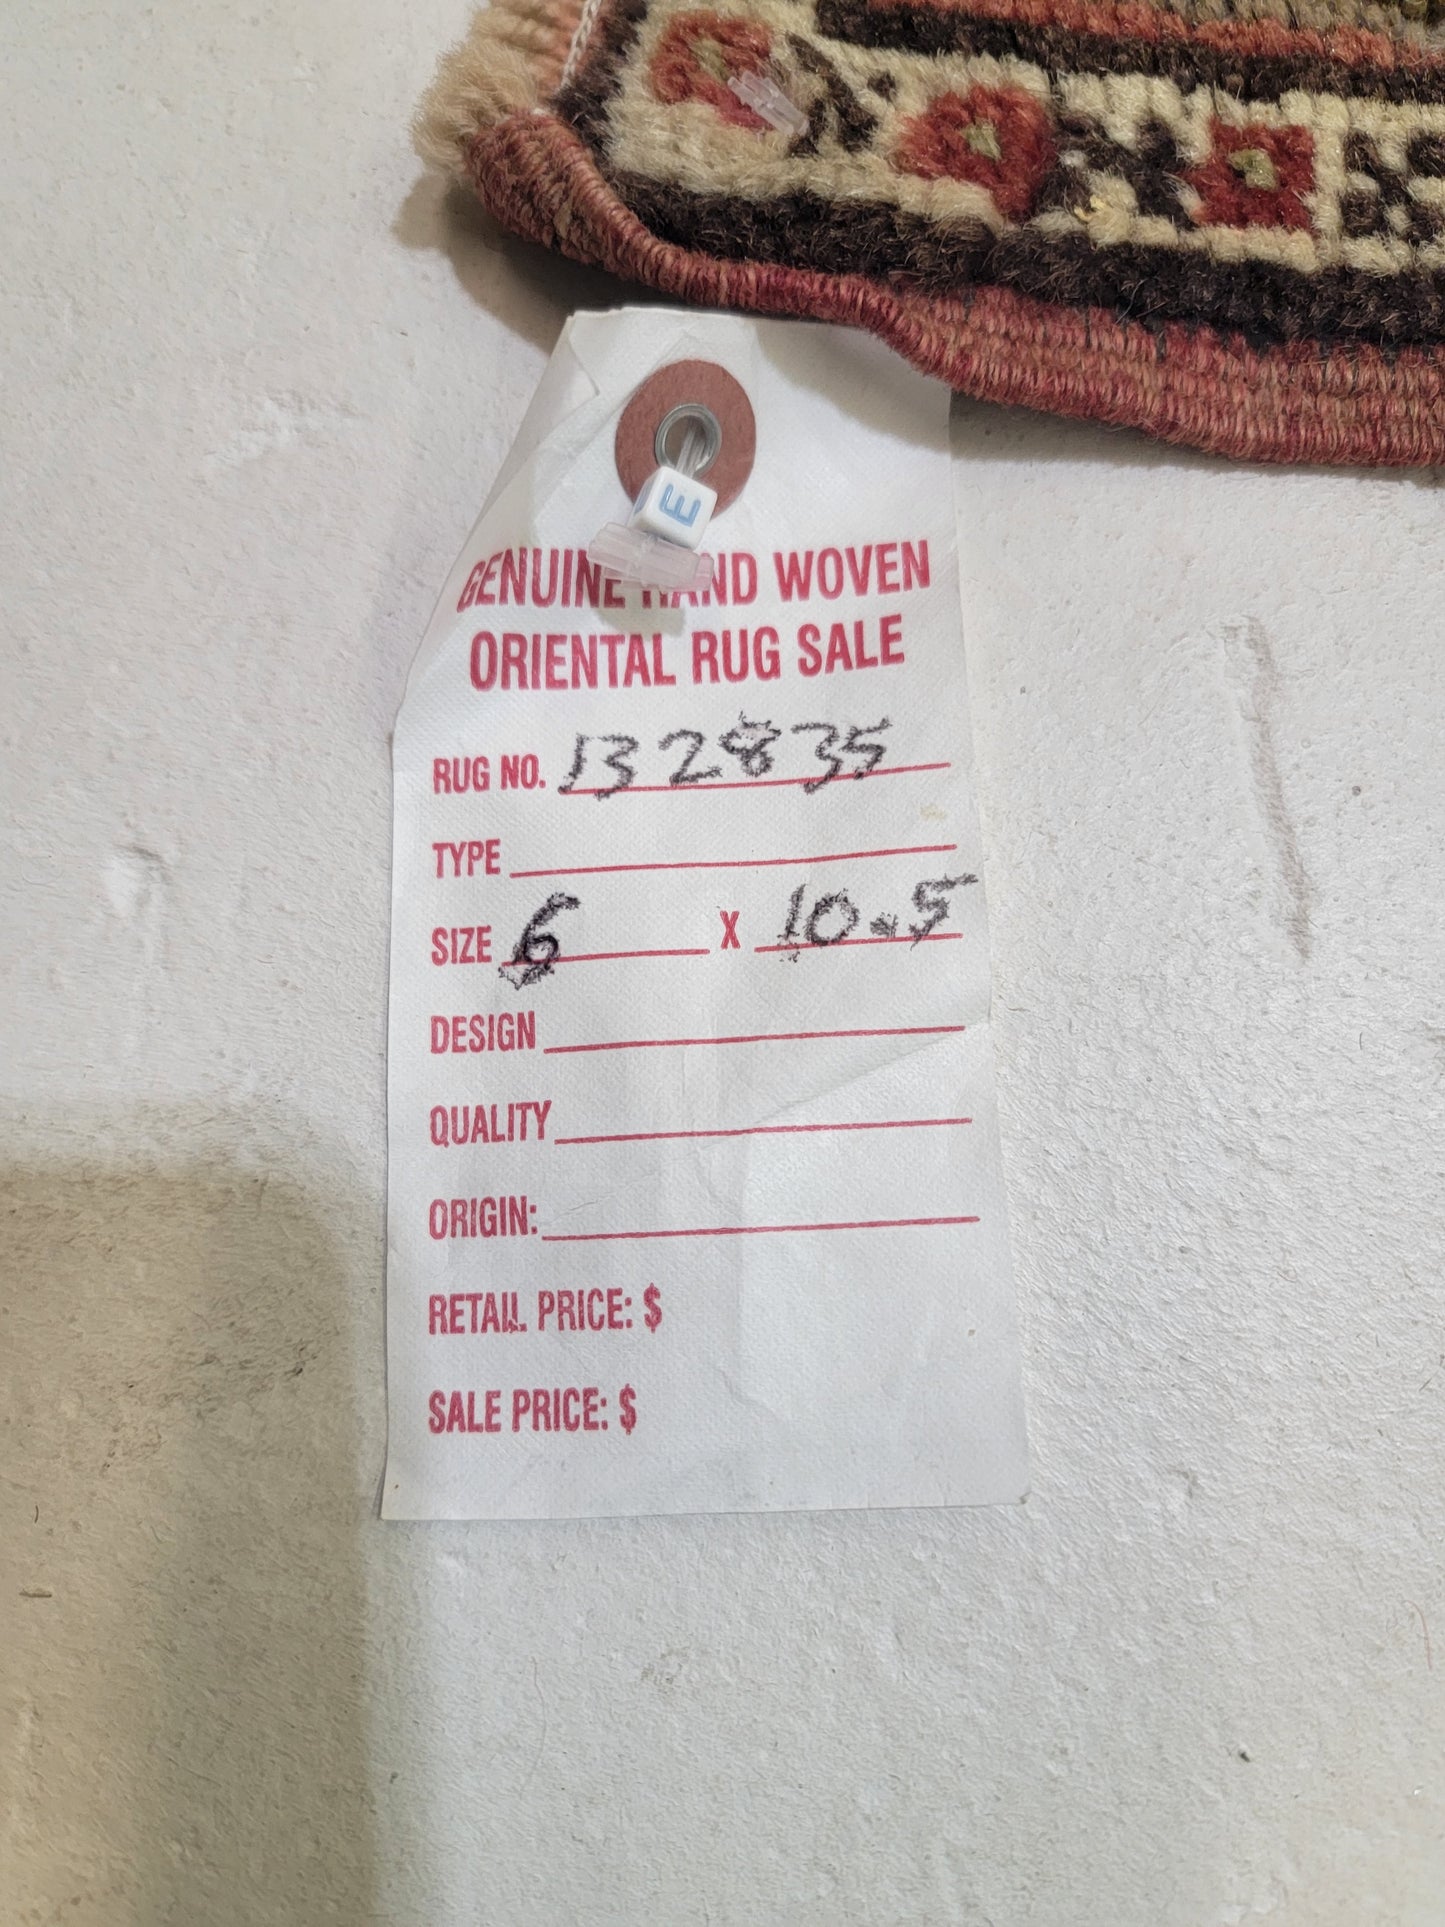 E
GENUINE HAND WOVEN
ORIENTAL RUG SALE
RUG NO. 132835
TYPE
SIZE 6 X 10.5
DESIGN
QUALITY
ORIGIN:
RETAIL PRICE: $
SALE PRICE: $